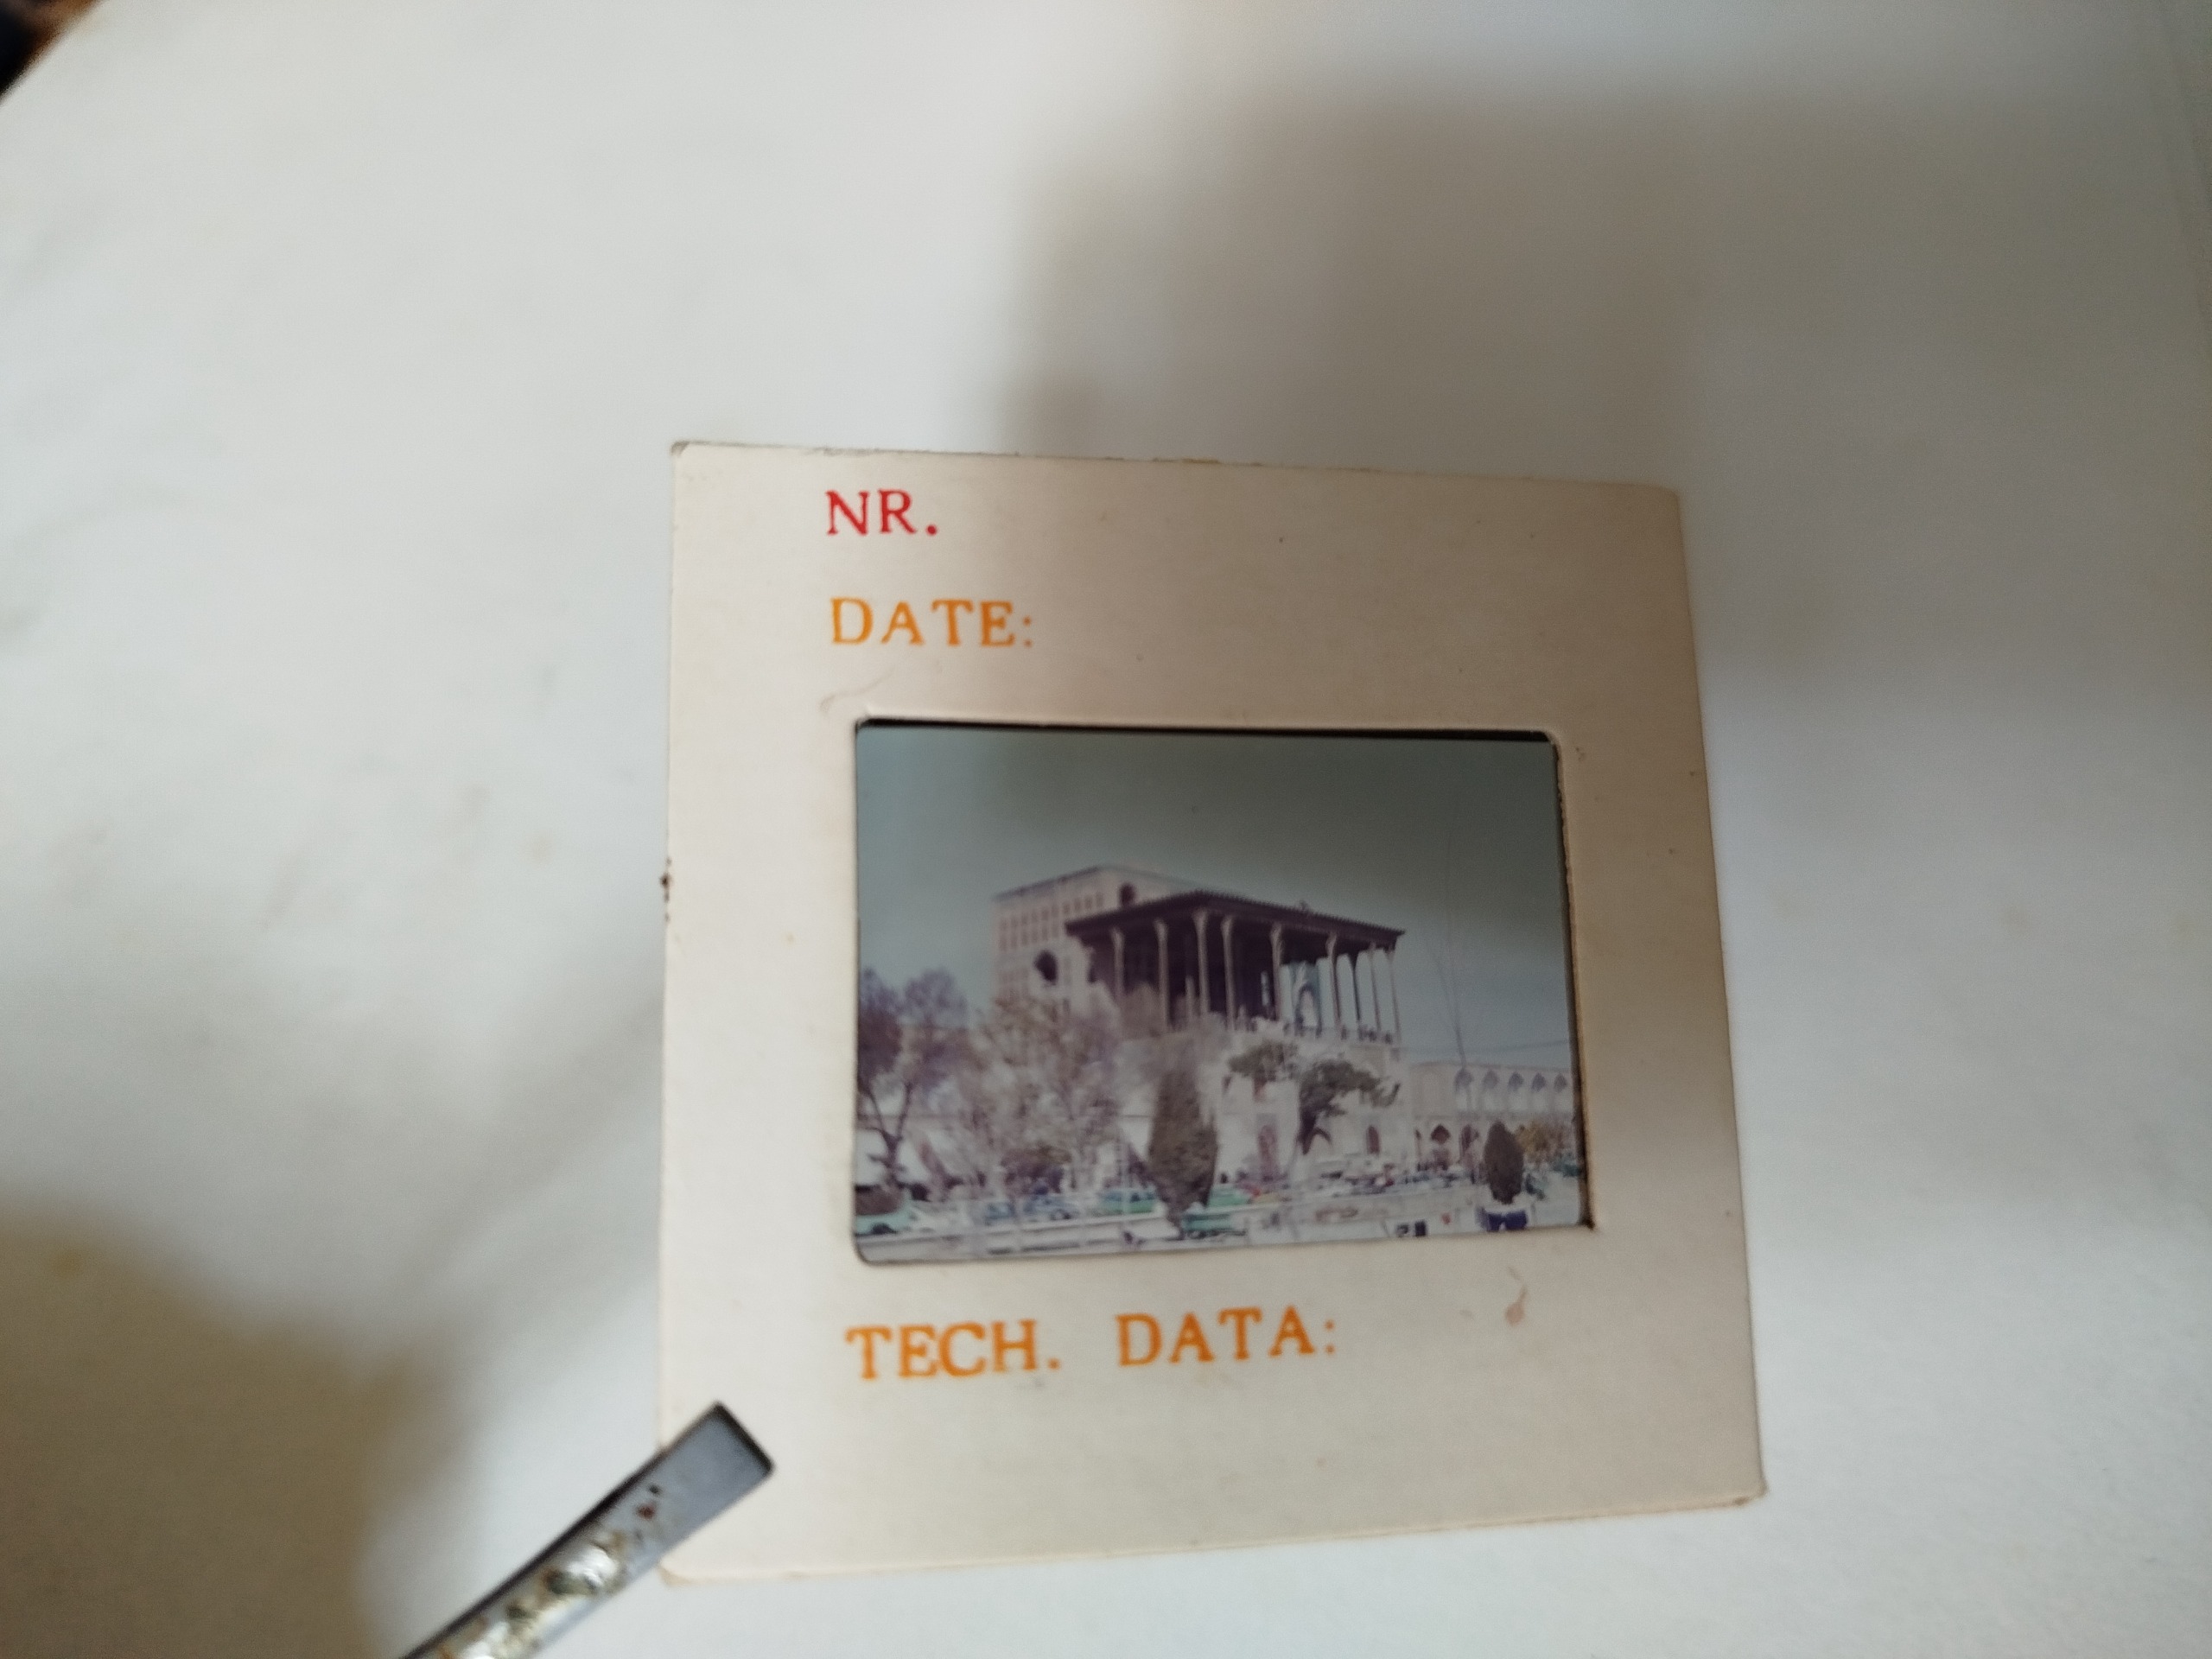 NR.
DATE:
TECH. DATA: